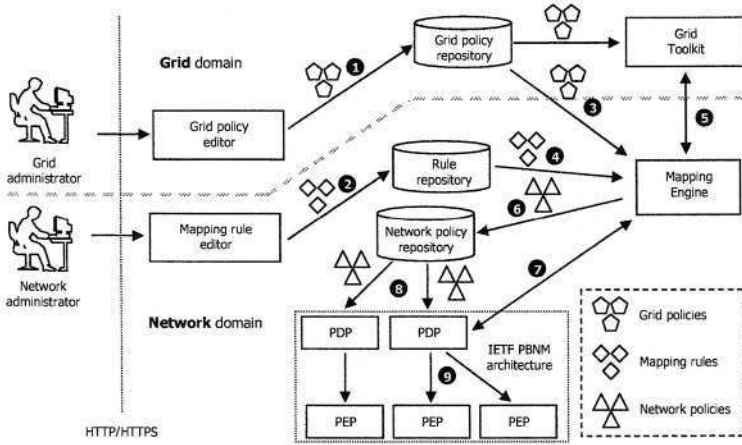 Grid domain
Grid policy
repository
Grid
Toolkit
1
3
5
Grid policy
editor
Grid
administrator
2
Rule
repository
4
Mapping
Engine
6
Mapping rule
editor
Network policy
repository
Network
administrator
7
8
Network domain
Grid policies
PDP
PDP
IETF PBNM
architecture
Mapping rules
9
PEP
PEP
PEP
Network policies
HTTP/HTTPS